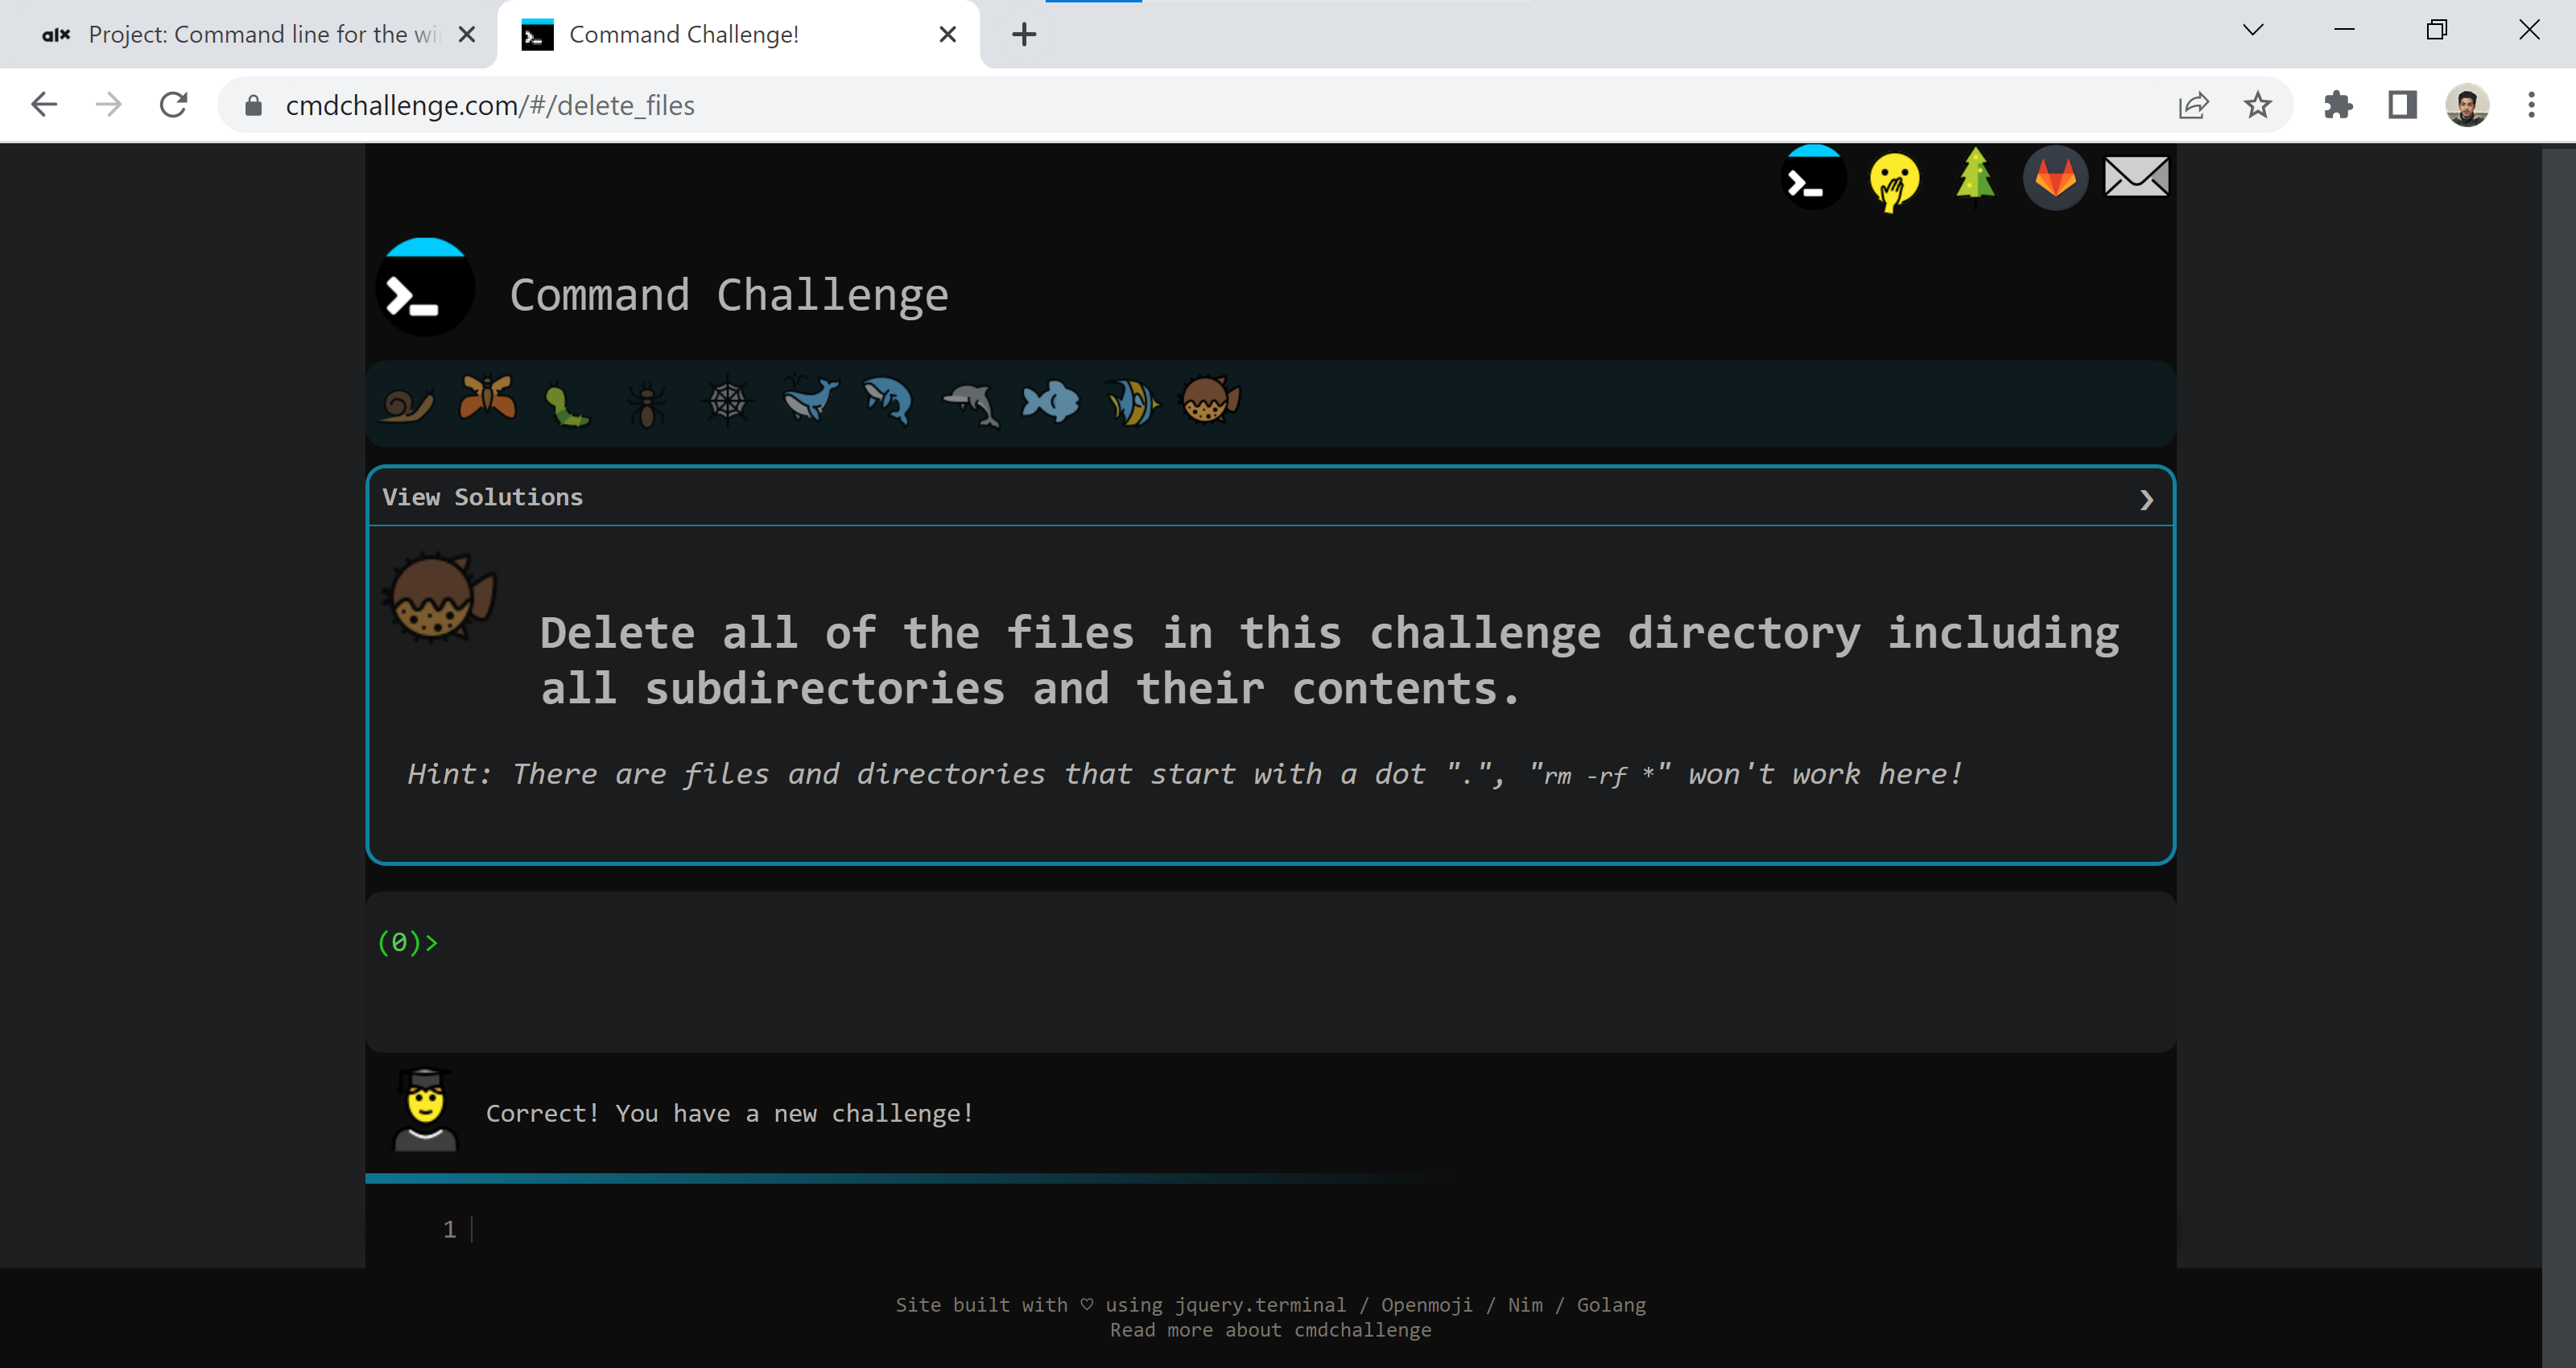 alx Project: Command line for the wi
Command Challenge!
cmdchallenge.com/#/delete_files
Command Challenge
View Solutions
Delete all of the files in this challenge directory including
all subdirectories and their contents.
Hint: There are files and directories that start with a dot ".", "rm -rf *" won't work here!
(0)>
Correct! You have a new challenge!
1
Site built with ♡ using jquery.terminal / Openmoji / Nim / Golang
Read more about cmdchallenge